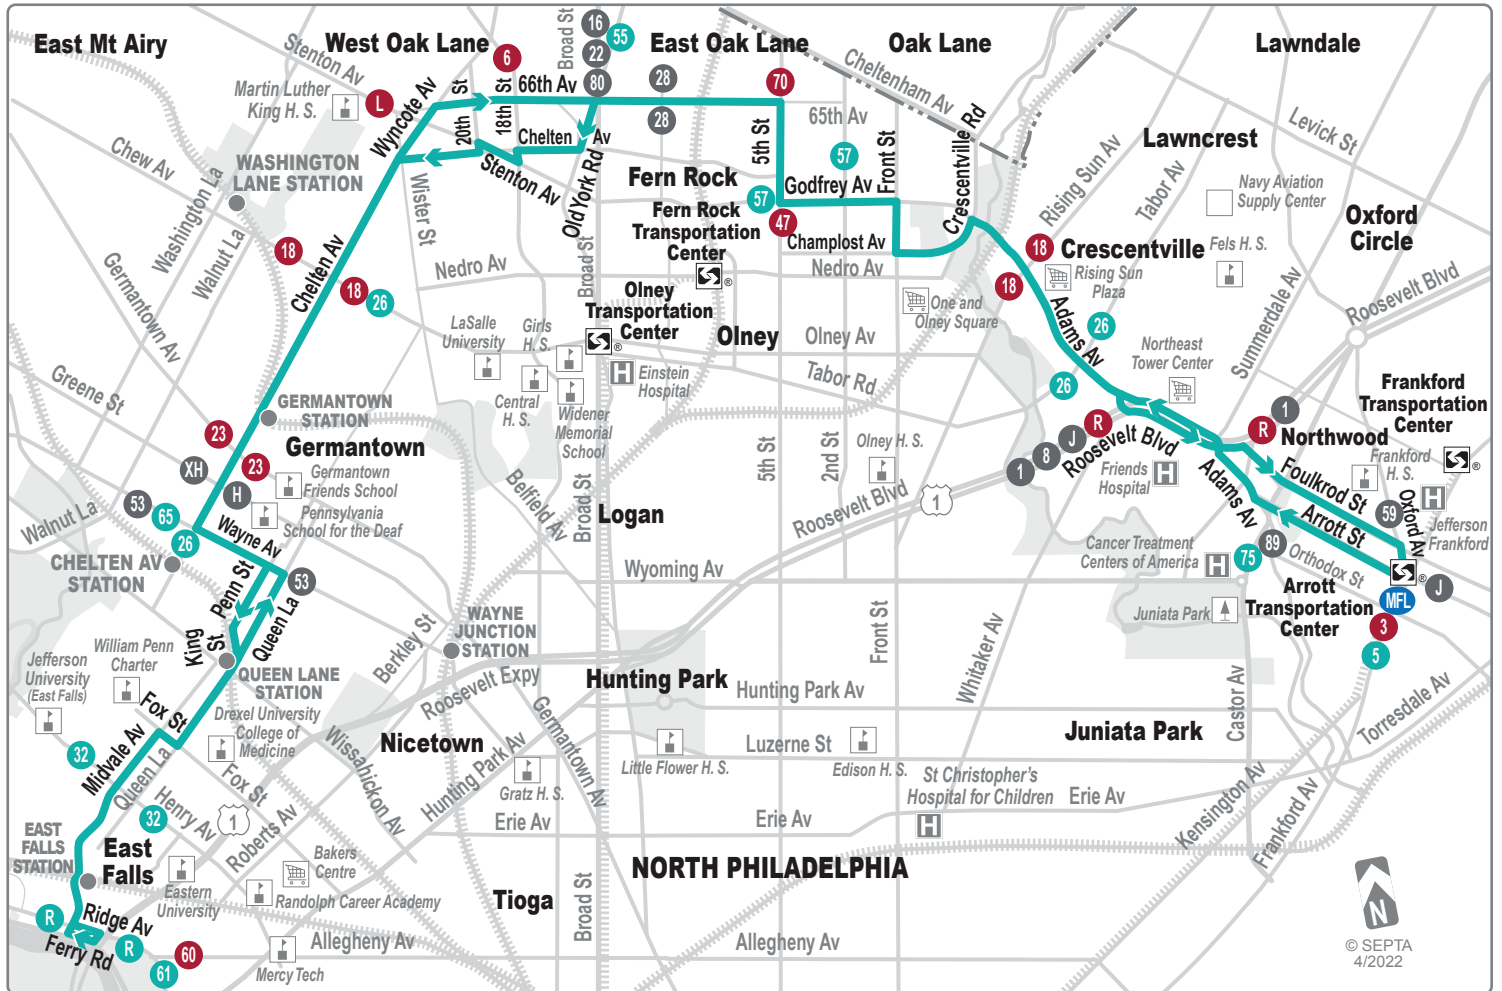 East Mt Airy
West Oak Lane
East Oak Lane
Oak Lane
Lawndale
Stenton Av
6
Broad St
16
55
22
80
28
70
Cheltenham Av
Martin Luther
King H. S.
L
Wyncote Av
20th St
18th St
66th Av
28
5th St
65th Av
57
Front St
Crescentville Rd
Levick St
Lawncrest
Chew Av
WASHINGTON
LANE STATION
Chelten Av
Stenton Av
Old York Rd
Wister St
Fern Rock
57
Godfrey Av
Rising Sun Av
Tabor Av
Navy Aviation
Supply Center
Oxford
Circle
Washington La
Walnut La
Fern Rock
Transportation
Center
®
47
Champlost Av
Nedro Av
18
Crescentville
Fels H. S.
Rising Sun
Plaza
18
Germantown Av
18
Chelten Av
18
26
Nedro Av
Broad St
Olney
Transportation
Center
®
Olney
Olney Av
One and
Olney Square
Adams Av
26
Summerdale Av
Roosevelt Blvd
LaSalle
University
Girls
H. S.
Central
H. S.
Widener
Memorial
School
Einstein
Hospital
Tabor Rd
26
Northeast
Tower Center
Frankford
Transportation
Center
®
Greene St
GERMANTOWN
STATION
23
Germantown
23
XH
H
Germantown
Friends School
Pennsylvania
School for the Deaf
Belfield Av
Broad St
Logan
5th St
2nd St
Olney H. S.
Roosevelt Blvd
1
1
8
J
R
Roosevelt Blvd
Friends
Hospital
Adams Av
R
1
Northwood
Foulkrod St
Frankford
H. S.
59
Oxford Av
Jefferson
Frankford
Arrott St
Walnut La
53
65
26
Wayne Av
CHELTEN AV
STATION
Penn St
53
King St
Queen La
Wyoming Av
Cancer Treatment
Centers of America
75
89
Orthodox St
®
J
MFL
Arrott
Transportation
Center
3
5
Juniata Park
WAYNE
JUNCTION
STATION
Berkley St
Roosevelt Expy
Front St
Whitaker Av
Castor Av
Jefferson
University
(East Falls)
William Penn
Charter
QUEEN LANE
STATION
Drexel University
College of
Medicine
Fox St
Hunting Park
Hunting Park Av
Torresdale Av
32
Midvale Av
Queen La
Fox St
Wissahickon Av
Nicetown
Hunting Park Av
Germantown Av
Luzerne St
Little Flower H. S.
Edison H. S.
Juniata Park
Gratz H. S.
St Christopher's
Hospital for Children
Erie Av
Kensington Av
Frankford Av
32
Henry Av
1
Roberts Av
Erie Av
Erie Av
EAST
FALLS
STATION
East
Falls
Eastern
University
Bakers
Centre
Randolph Career Academy
Tioga
Broad St
NORTH PHILADELPHIA
R
Ridge Av
Ferry Rd
R
61
60
Mercy Tech
Allegheny Av
Allegheny Av
N
© SEPTA
4/2022